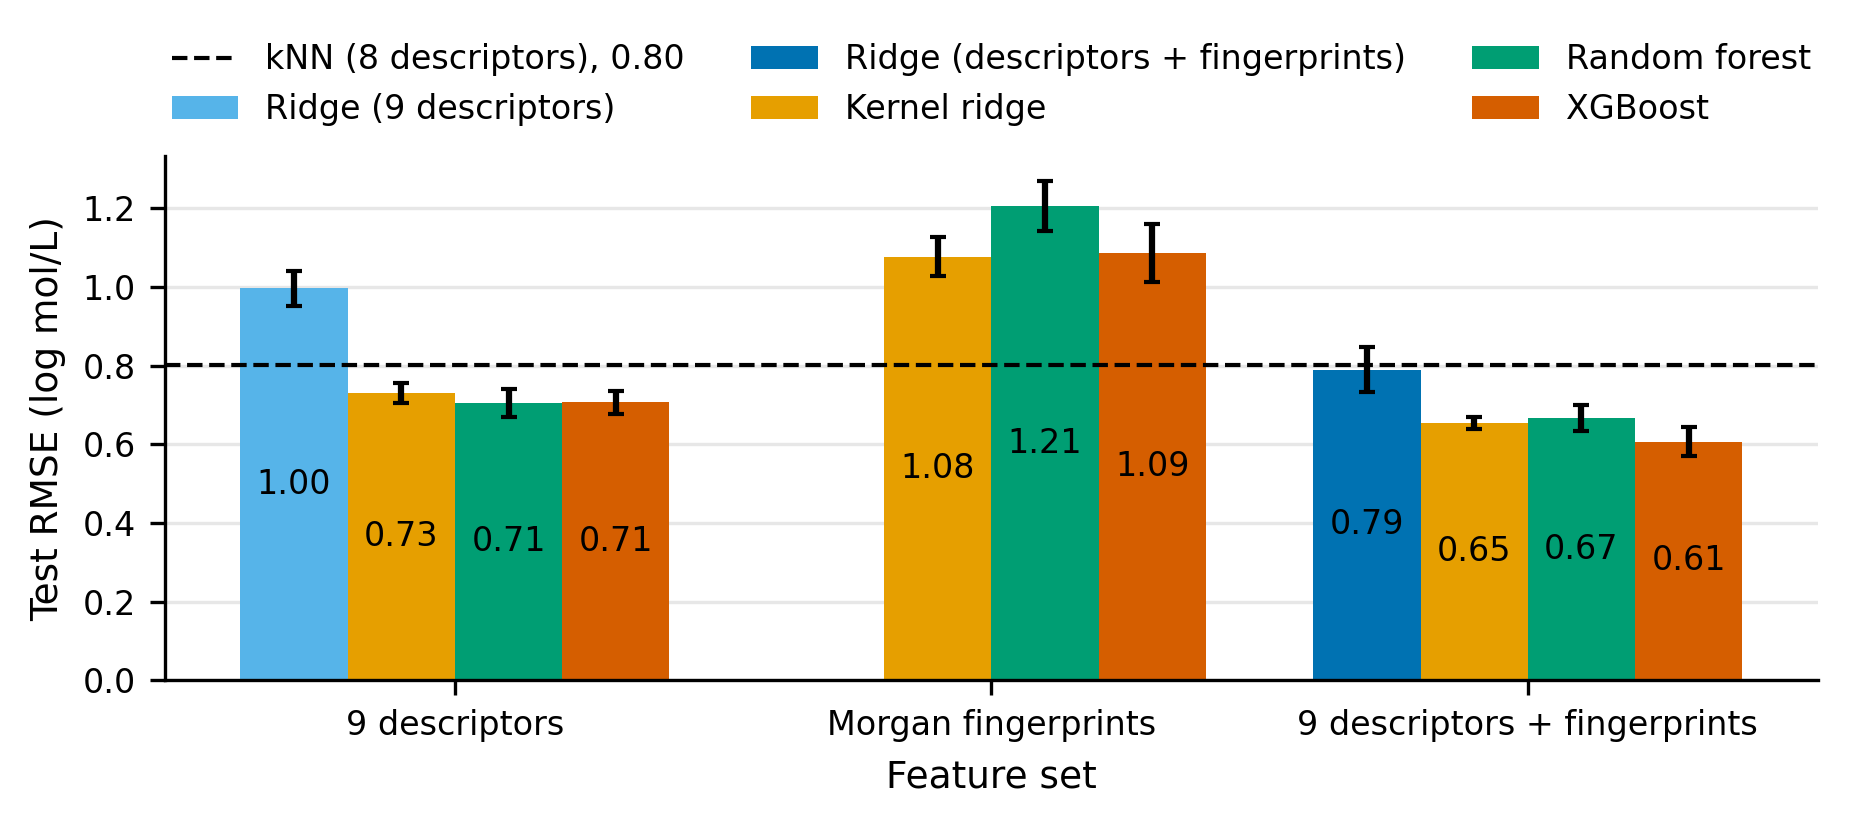 kNN (8 descriptors), 0.80
Ridge (9 descriptors)
Ridge (descriptors + fingerprints)
Kernel ridge
Random forest
XGBoost
Test RMSE (log mol/L)
1.2
1.0
0.8
0.6
0.4
0.2
0.0
1.00
0.73
0.71
0.71
1.08
1.21
1.09
0.79
0.65
0.67
0.61
9 descriptors
Morgan fingerprints
9 descriptors + fingerprints
Feature set